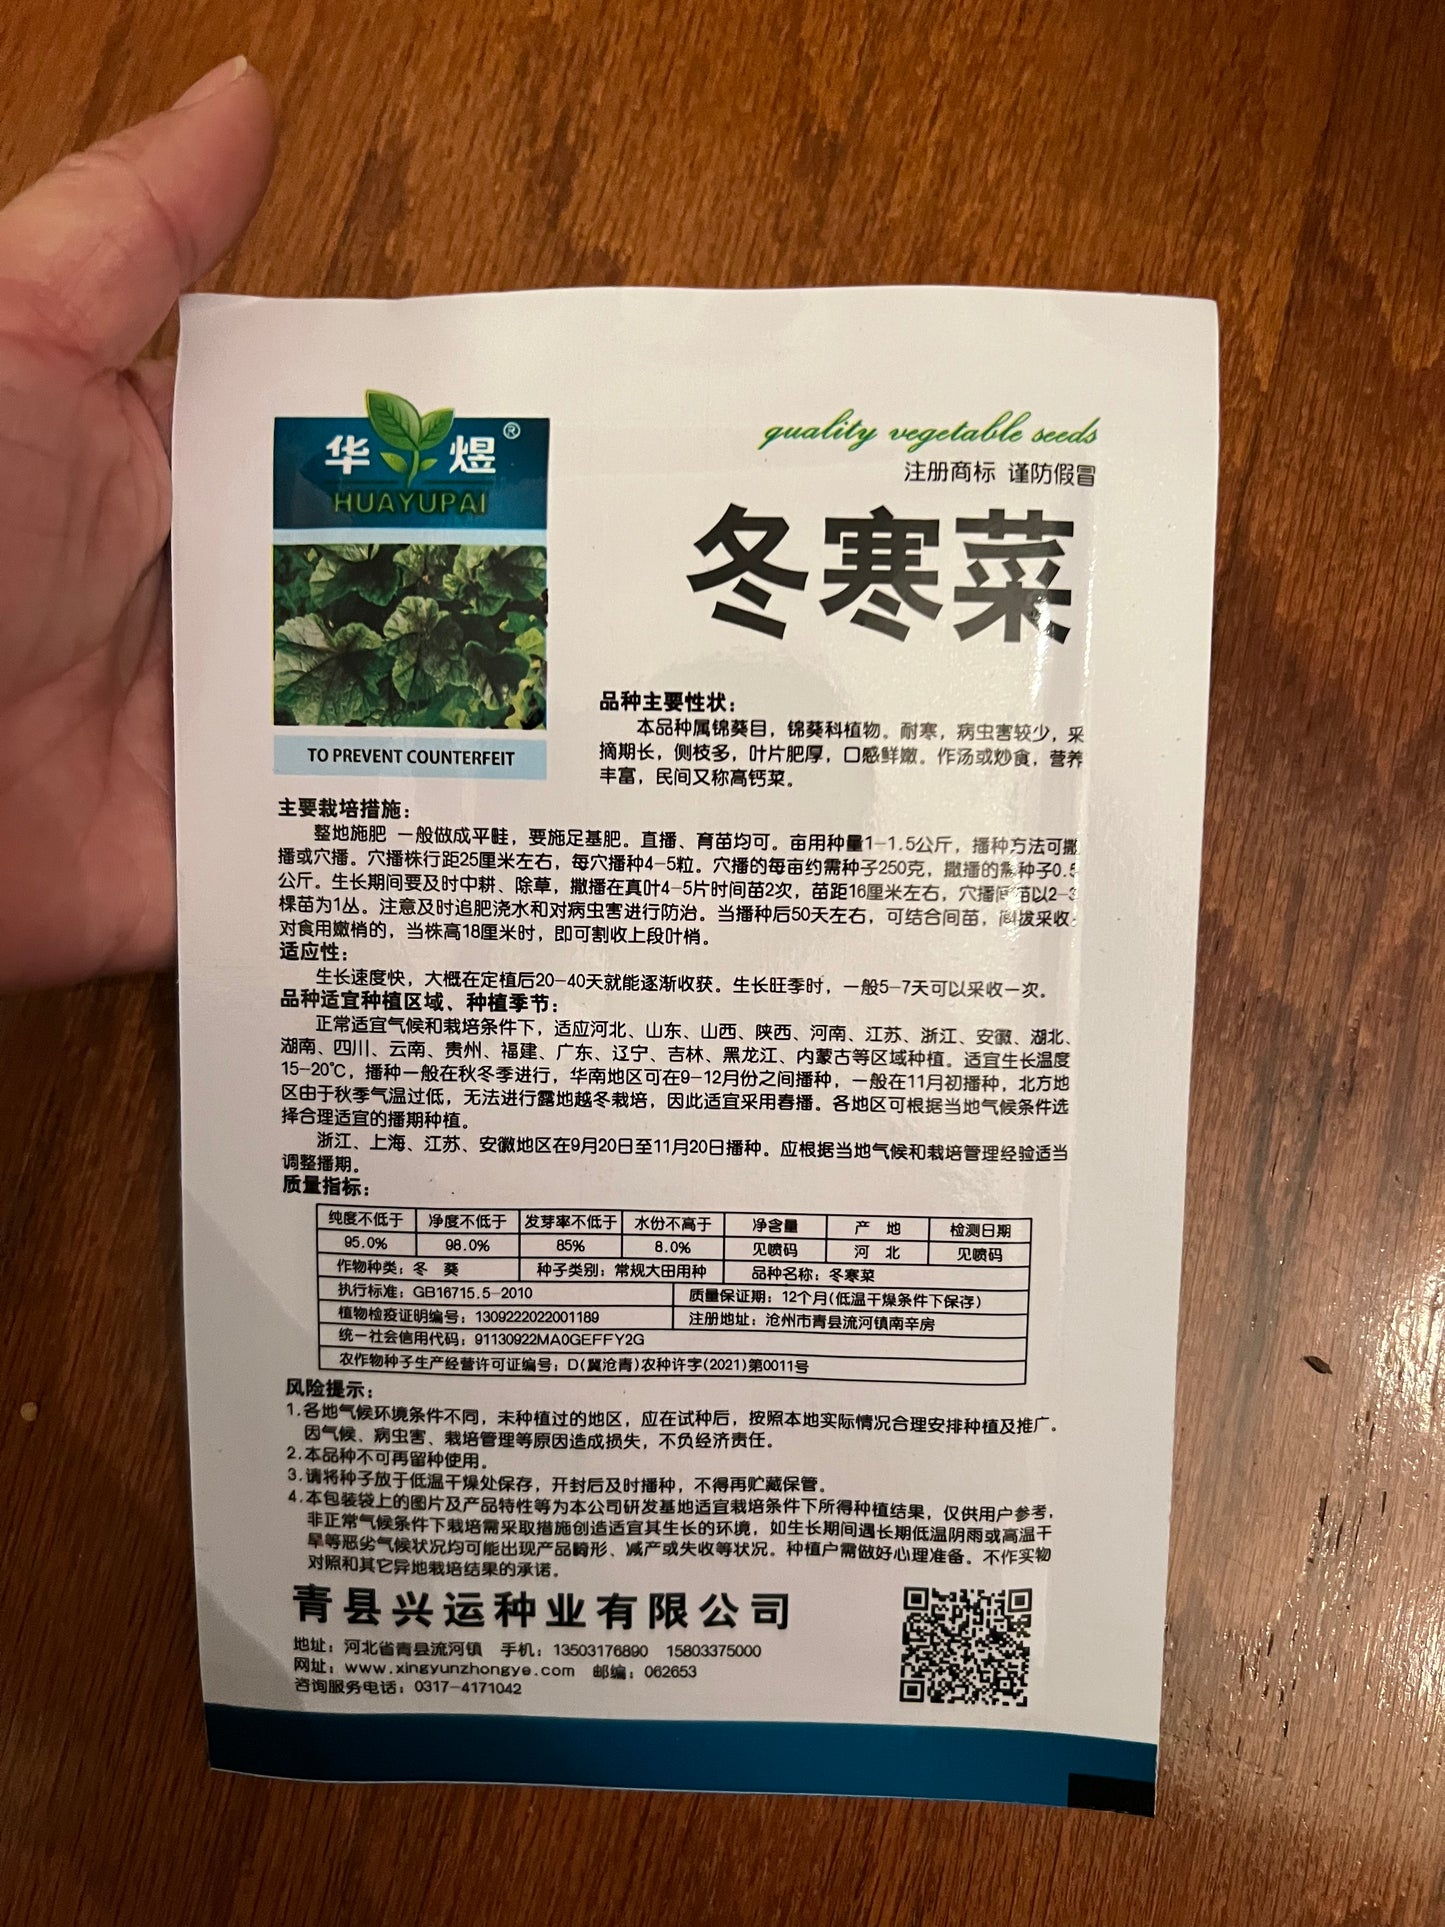 华煜®
HUAYUPAI
quality vegetable seeds
注册商标 谨防假冒
冬寒菜
TO PREVENT COUNTERFEIT
品种主要性状：
本品种属锦葵目，锦葵科植物。耐寒，病虫害较少，采
摘期长，侧枝多，叶片肥厚，口感鲜嫩。作汤或炒食，营养
丰富，民间又称高钙菜。
主要栽培措施：
整地施肥 一般做成平畦，要施足基肥。直播、育苗均可。亩用种量1-1.5公斤，播种方法可撒
播或穴播。穴播株行距25厘米左右，每穴播种4-5粒。穴播的每亩约需种子250克，撒播的需种子0.5
公斤。生长期间要及时中耕、除草，撒播在真叶4-5片时间苗2次，苗距16厘米左右，穴播间苗以2-3
棵苗为1丛。注意及时追肥浇水和对病虫害进行防治。当播种后50天左右，可结合间苗，间拔采收。
对食用嫩梢的，当株高18厘米时，即可割收上段叶梢。
适应性：
生长速度快，大概在定植后20-40天就能逐渐收获。生长旺季时，一般5-7天可以采收一次。
品种适宜种植区域、种植季节：
正常适宜气候和栽培条件下，适应河北、山东、山西、陕西、河南、江苏、浙江、安徽、湖北、
湖南、四川、云南、贵州、福建、广东、辽宁、吉林、黑龙江、内蒙古等区域种植。适宜生长温度
15-20℃，播种一般在秋冬季进行，华南地区可在9-12月份之间播种，一般在11月初播种，北方地
区由于秋季气温过低，无法进行露地越冬栽培，因此适宜采用春播。各地区可根据当地气候条件选
择合理适宜的播期种植。
浙江、上海、江苏、安徽地区在9月20日至11月20日播种。应根据当地气候和栽培管理经验适当
调整播期。
质量指标：
纯度不低于 净度不低于 发芽率不低于 水份不高于 净含量 产 地 检测日期
95.0% 98.0% 85% 8.0% 见喷码 河 北 见喷码
作物种类：冬 葵 种子类别：常规大田用种 品种名称：冬寒菜
执行标准：GB16715.5-2010 质量保证期：12个月(低温干燥条件下保存)
植物检疫证明编号：1309222022001189 注册地址：沧州市青县流河镇南辛房
统一社会信用代码：91130922MA0GEFFY2G
农作物种子生产经营许可证编号：D(冀沧青)农种许字(2021)第0011号
风险提示：
1.各地气候环境条件不同，未种植过的地区，应在试种后，按照本地实际情况合理安排种植及推广。
因气候、病虫害、栽培管理等原因造成损失，不负经济责任。
2.本品种不可再留种使用。
3.请将种子放于低温干燥处保存，开封后及时播种，不得再贮藏保管。
4.本包装袋上的图片及产品特性等为本公司研发基地适宜栽培条件下所得种植结果，仅供用户参考，
非正常气候条件下栽培需采取措施创造适宜其生长的环境，如生长期间遇长期低温阴雨或高温干
旱等恶劣气候状况均可能出现产品畸形、减产或失收等状况。种植户需做好心理准备。不作实物
对照和其它异地栽培结果的承诺。
青县兴运种业有限公司
地址：河北省青县流河镇 手机：13503176890 15803375000
网址：www.xingyunzhongye.com 邮编：062653
咨询服务电话：0317-4171042